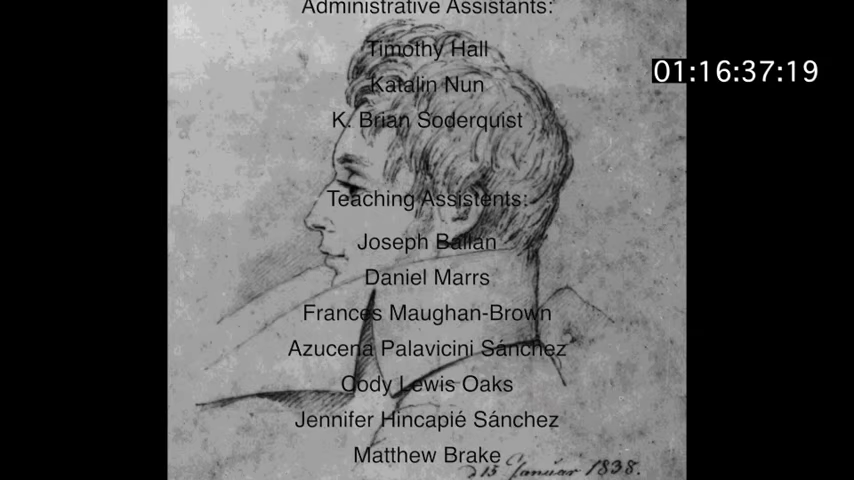 Administrative Assistants:
Timothy Hall
Katalin Nun
K. Brian Soderquist
01:16:37:19
Teaching Assistents:
Joseph Ballan
Daniel Marrs
Frances Maughan-Brown
Azucena Palavicini Sánchez
Cody Lewis Oaks
Jennifer Hincapié Sánchez
Matthew Brake
d 15 Januar 1838.